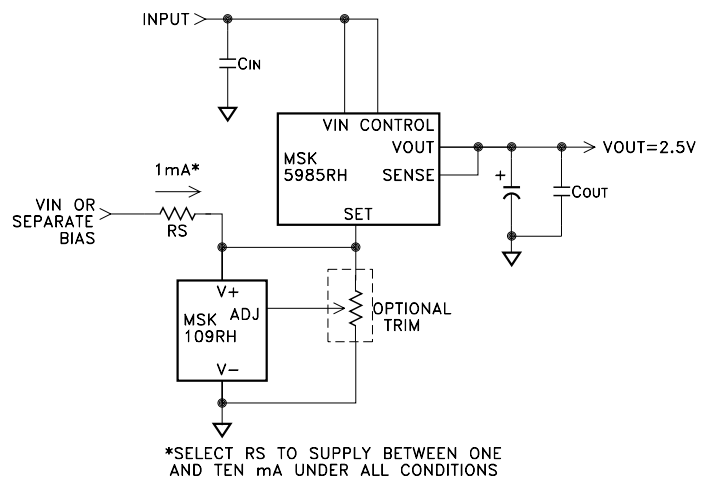 INPUT
CIN
VIN CONTROL
VOUT
MSK
5985RH
SENSE
SET
VOUT=2.5V
+
COUT
1mA*
VIN OR
SEPARATE
BIAS
RS
V+
ADJ
MSK
109RH
V-
OPTIONAL
TRIM
*SELECT RS TO SUPPLY BETWEEN ONE
AND TEN mA UNDER ALL CONDITIONS